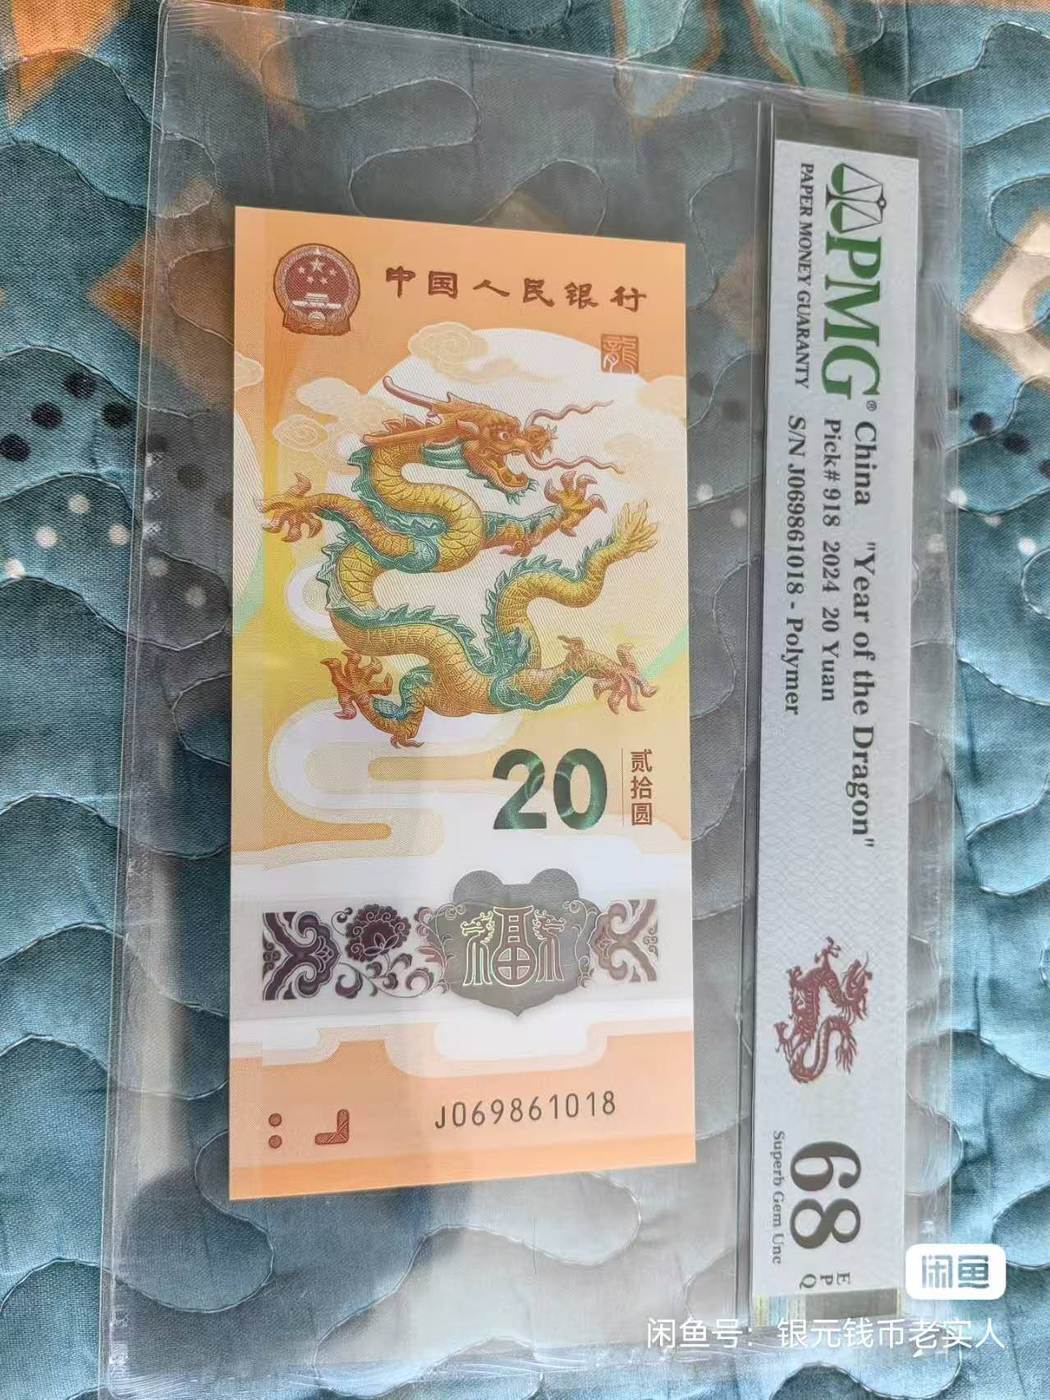 中国人民银行
龍
20
贰拾圆
福
J069861018
PMG®
PAPER MONEY GUARANTY
China "Year of the Dragon"
Pick# 918 2024 20 Yuan
S/N J069861018 - Polymer
68
Superb Gem Unc
E
P
Q
闲鱼
闲鱼号：银元钱币老实人